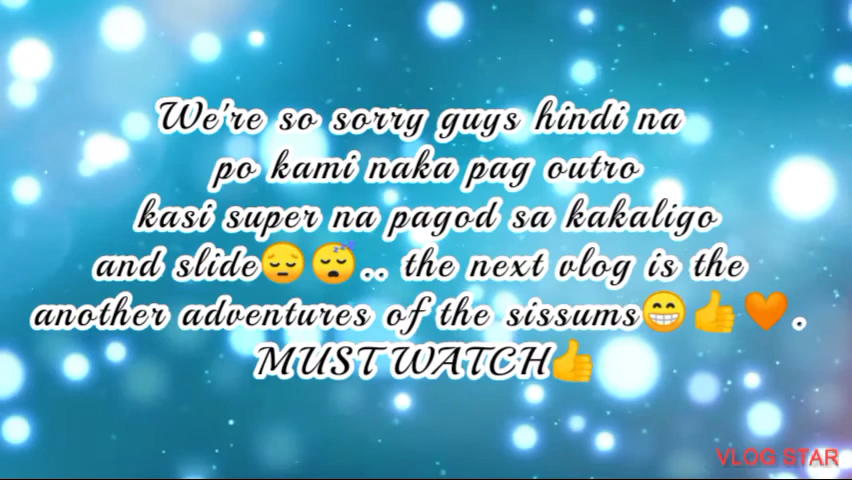 We're so sorry guys hindi na
po kami naka pag outro
kasi super na pagod sa kakaligo
and slide😔😴.. the next vlog is the
another adventures of the sissums😁👍🧡.
MUST WATCH👍
VLOG STAR